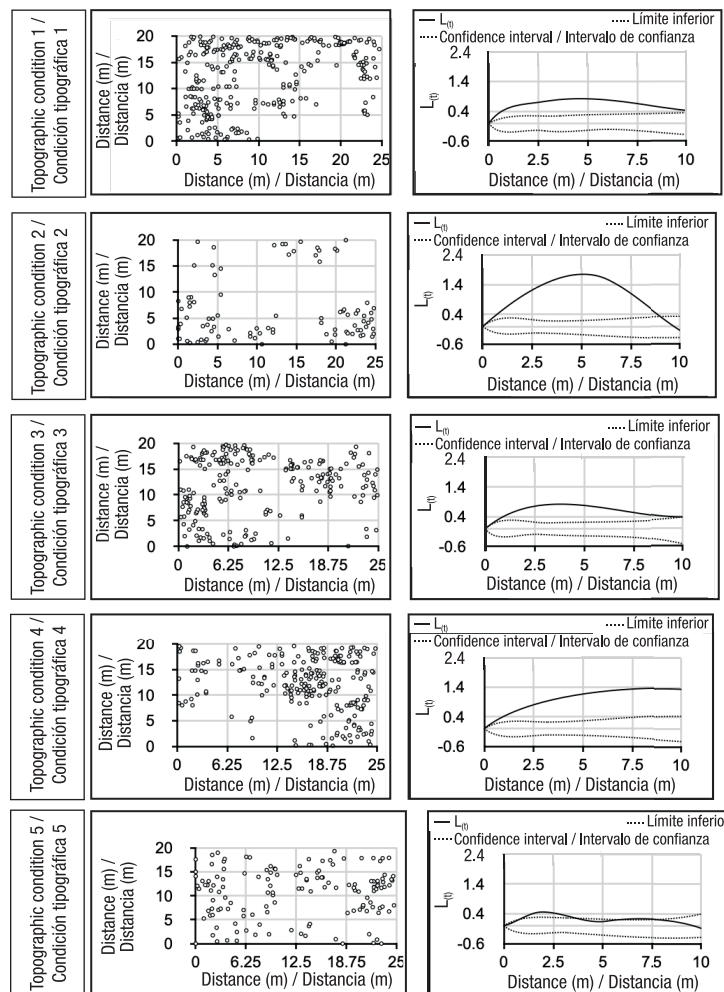 Topographic condition 1 /
Condición tipográfica 1
Distance (m) /
Distancia (m)
20
15
10
5
0
0 5 10 15 20 25
Distance (m) / Distancia (m)
L(t) Límite inferior
Confidence interval / Intervalo de confianza
L(t)
2.4
1.4
0.4
-0.6
0 2.5 5 7.5 10
Distance (m) / Distancia (m)
Topographic condition 2 /
Condición tipográfica 2
Distance (m) /
Distancia (m)
20
15
10
5
0
0 5 10 15 20 25
Distance (m) / Distancia (m)
L(t) Límite inferior
Confidence interval / Intervalo de confianza
L(t)
2.4
1.4
0.4
-0.6
0 2.5 5 7.5 10
Distance (m) / Distancia (m)
Topographic condition 3 /
Condición tipográfica 3
Distance (m) /
Distancia (m)
20
15
10
5
0
0 6.25 12.5 18.75 25
Distance (m) / Distancia (m)
L(t) Límite inferior
Confidence interval / Intervalo de confianza
L(t)
2.4
1.4
0.4
-0.6
0 2.5 5 7.5 10
Distance (m) / Distancia (m)
Topographic condition 4 /
Condición tipográfica 4
Distance (m) /
Distancia (m)
20
15
10
5
0
0 6.25 12.5 18.75 25
Distance (m) / Distancia (m)
L(t) Límite inferior
Confidence interval / Intervalo de confianza
L(t)
2.4
1.4
0.4
-0.6
0 2.5 5 7.5 10
Distance (m) / Distancia (m)
Topographic condition 5 /
Condición tipográfica 5
Distance (m) /
Distancia (m)
20
15
10
5
0
0 6.25 12.5 18.75 25
Distance (m) / Distancia (m)
L(t) Límite inferio
Confidence interval / Intervalo de confianza
L(t)
2.4
1.4
0.4
-0.6
0 2.5 5 7.5 10
Distance (m) / Distancia (m)